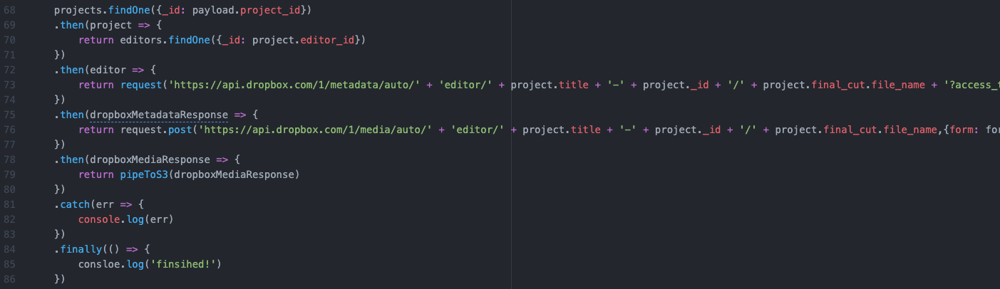 68 projects.findOne({_id: payload.project_id})
69 .then(project => {
70 return editors.findOne({_id: project.editor_id})
71 })
72 .then(editor => {
73 return request('https://api.dropbox.com/1/metadata/auto/' + 'editor/' + project.title + '-' + project._id + '/' + project.final_cut.file_name + '?access_t
74 })
75 .then(dropboxMetadataResponse => {
76 return request.post('https://api.dropbox.com/1/media/auto/' + 'editor/' + project.title + '-' + project._id + '/' + project.final_cut.file_name,{form: for
77 })
78 .then(dropboxMediaResponse => {
79 return pipeToS3(dropboxMediaResponse)
80 })
81 .catch(err => {
82 console.log(err)
83 })
84 .finally(() => {
85 consloe.log('finsihed!')
86 })